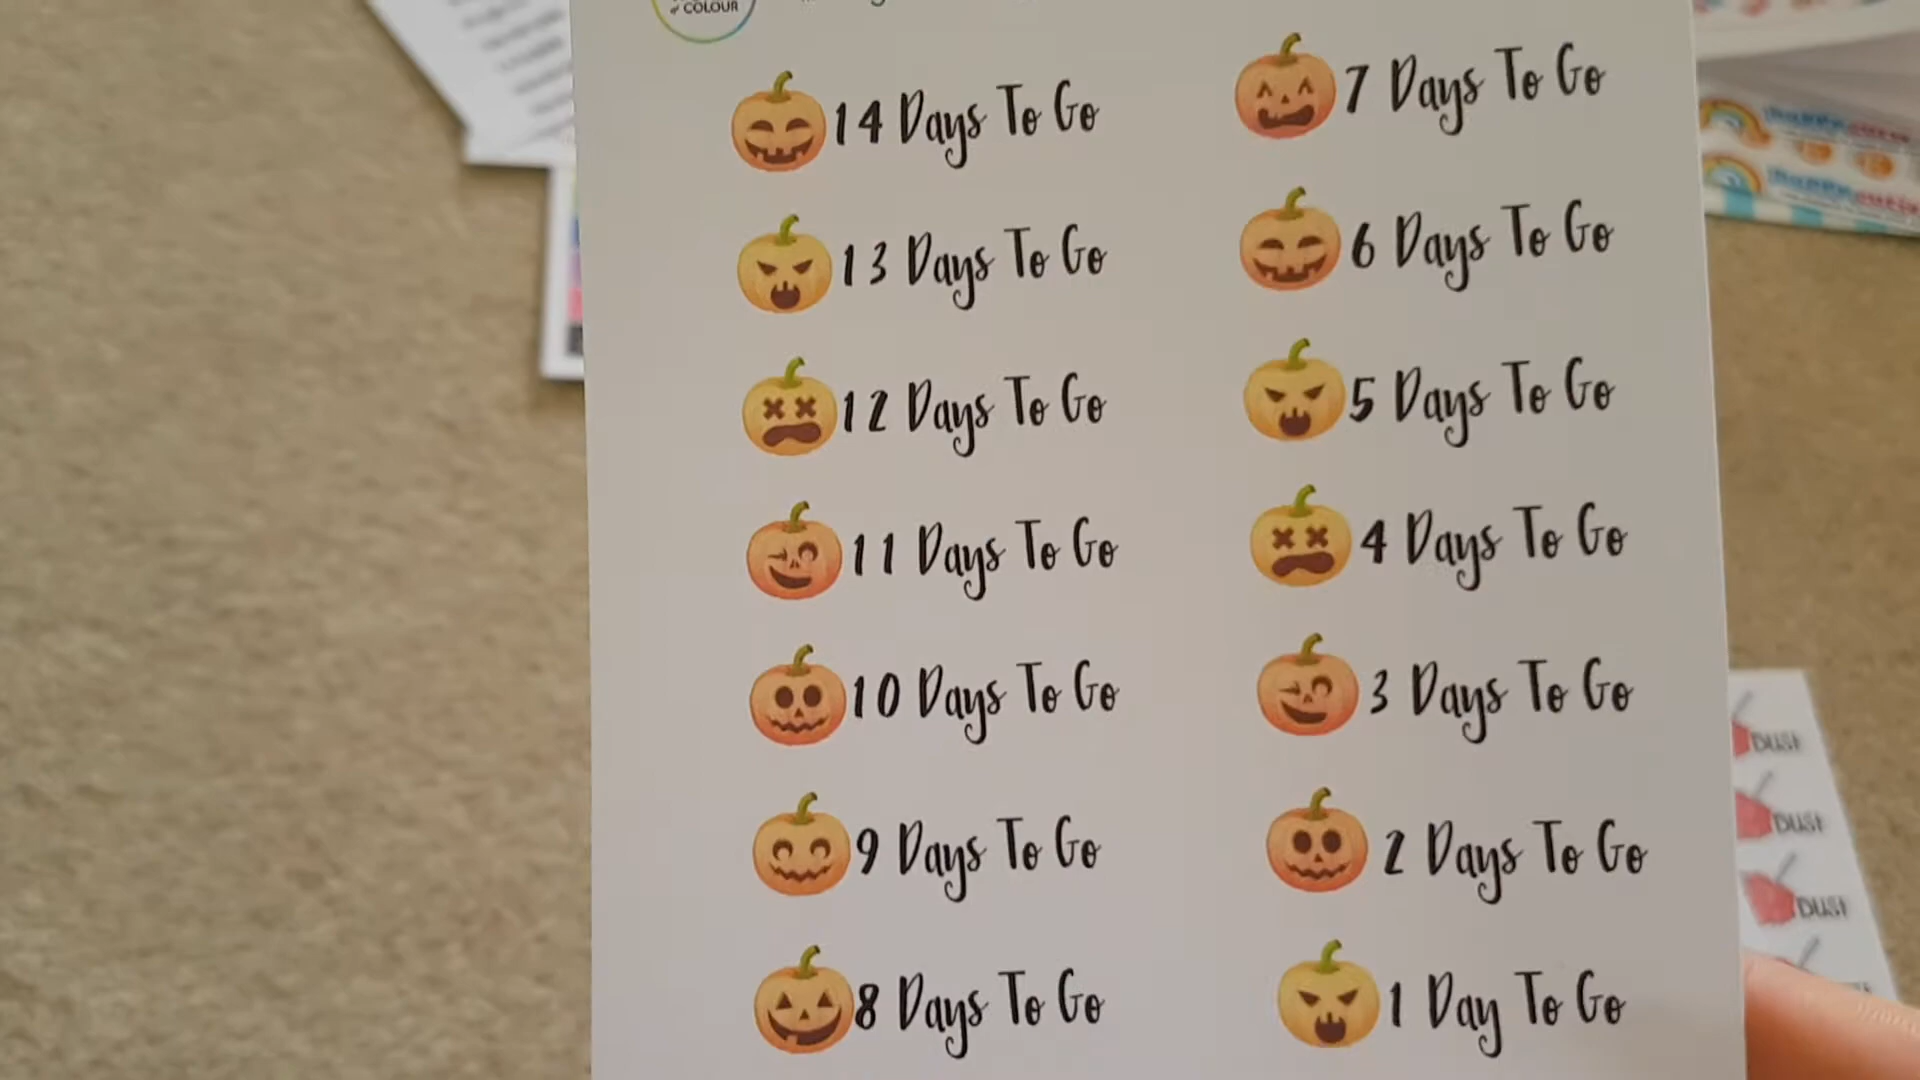 of COLOUR
14 Days To Go
13 Days To Go
12 Days To Go
11 Days To Go
10 Days To Go
9 Days To Go
8 Days To Go
7 Days To Go
6 Days To Go
5 Days To Go
4 Days To Go
3 Days To Go
2 Days To Go
1 Day To Go
DUST
DUST
DUST